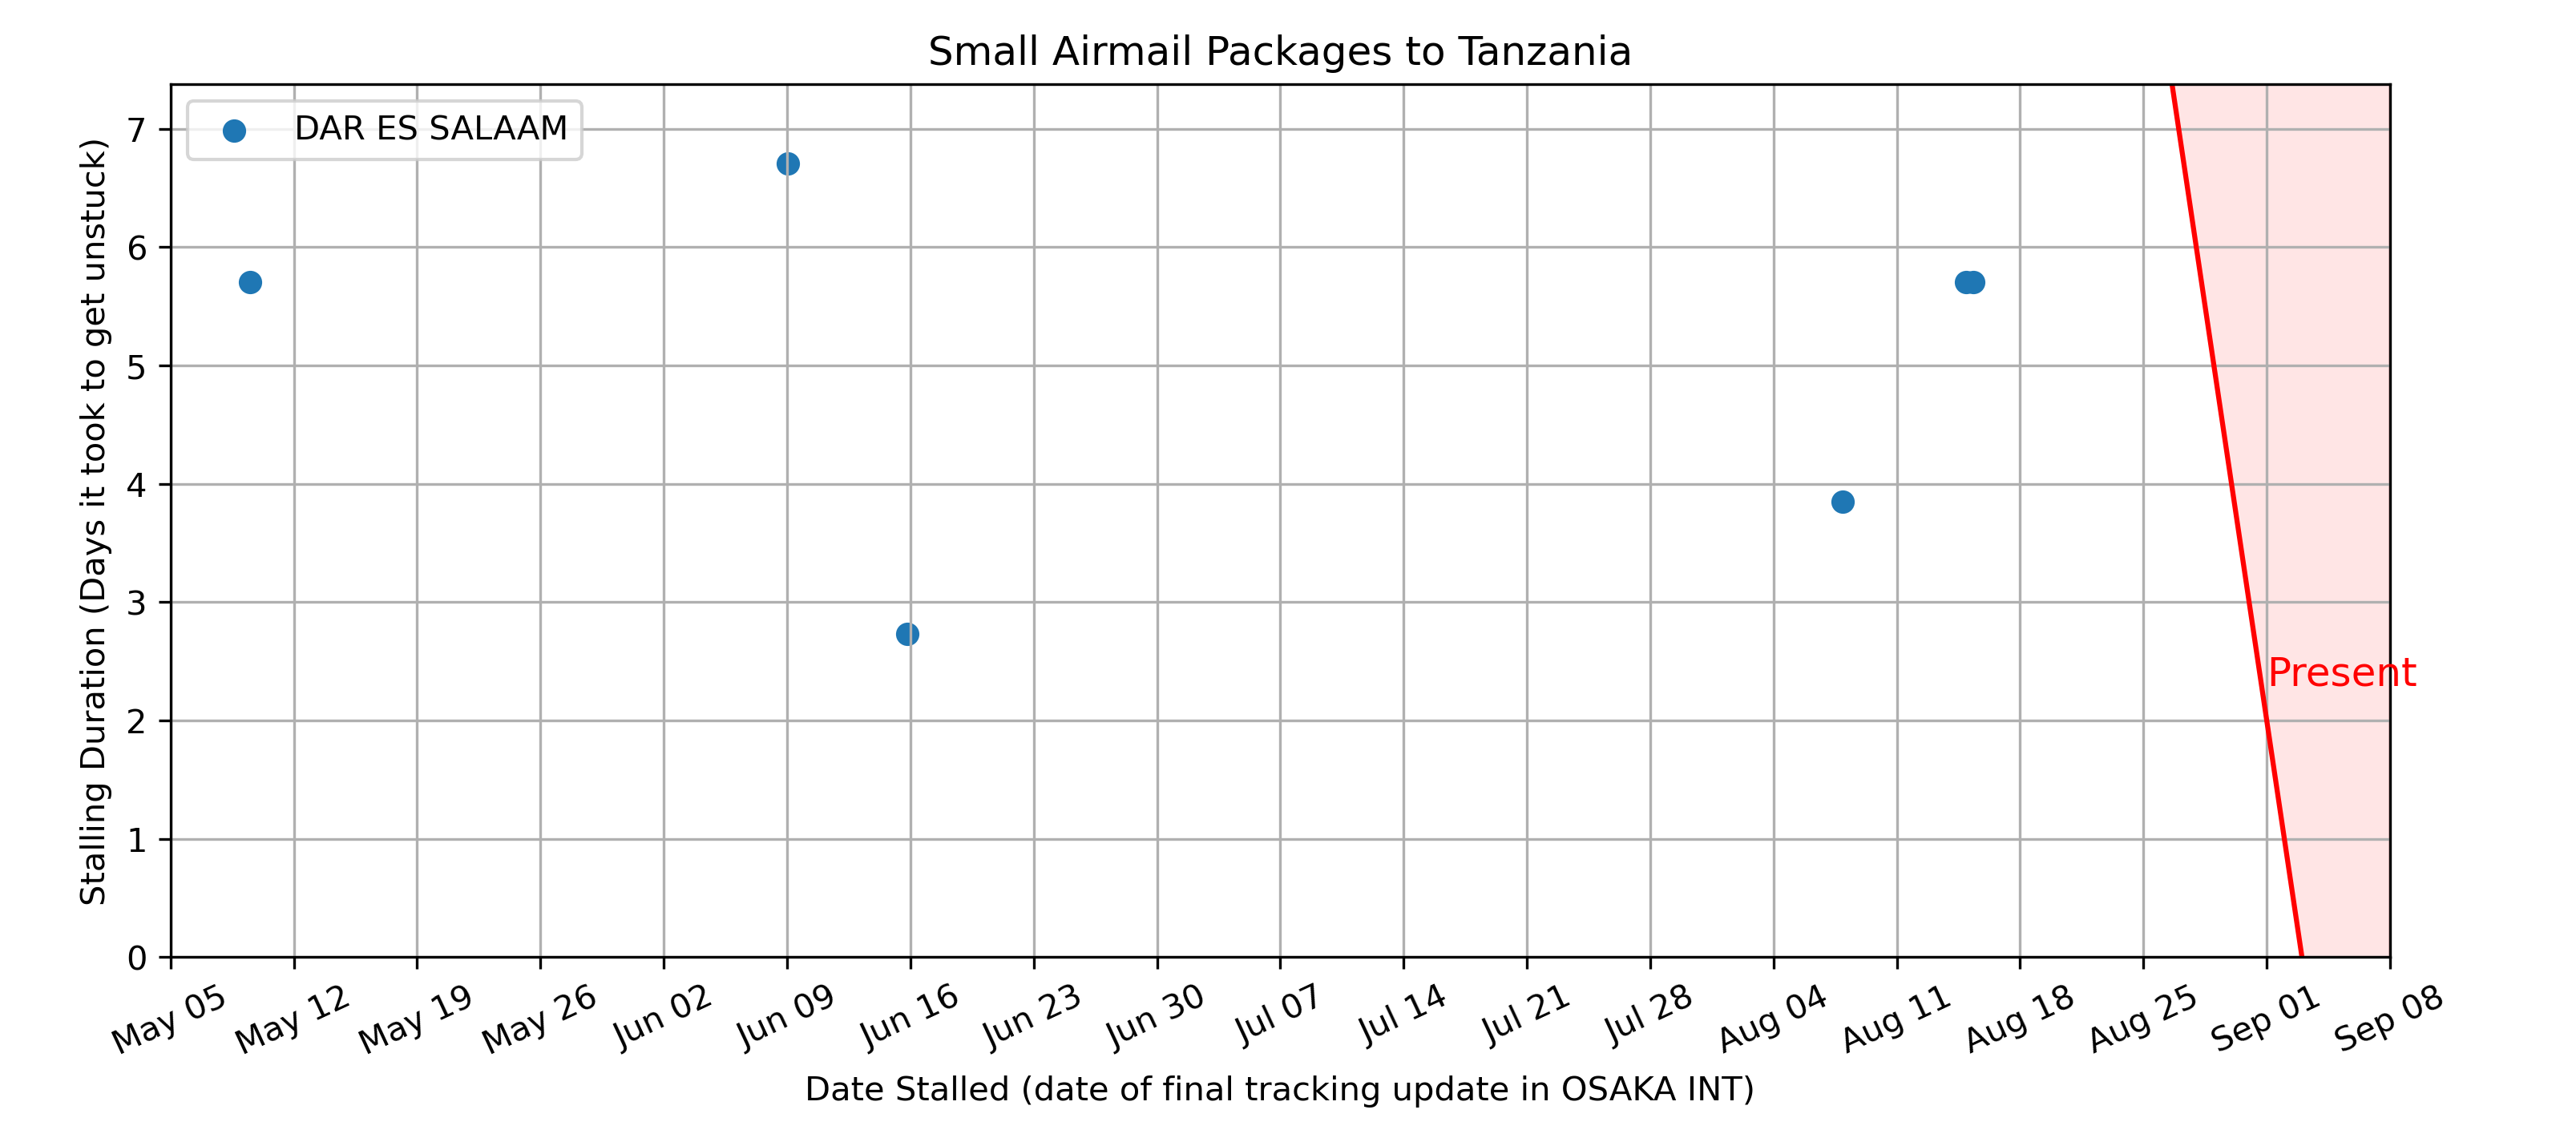 Small Airmail Packages to Tanzania
DAR ES SALAAM
Stalling Duration (Days it took to get unstuck)
7
6
5
4
3
2
1
0
Present
May 05
May 12
May 19
May 26
Jun 02
Jun 09
Jun 16
Jun 23
Jun 30
Jul 07
Jul 14
Jul 21
Jul 28
Aug 04
Aug 11
Aug 18
Aug 25
Sep 01
Sep 08
Date Stalled (date of final tracking update in OSAKA INT)